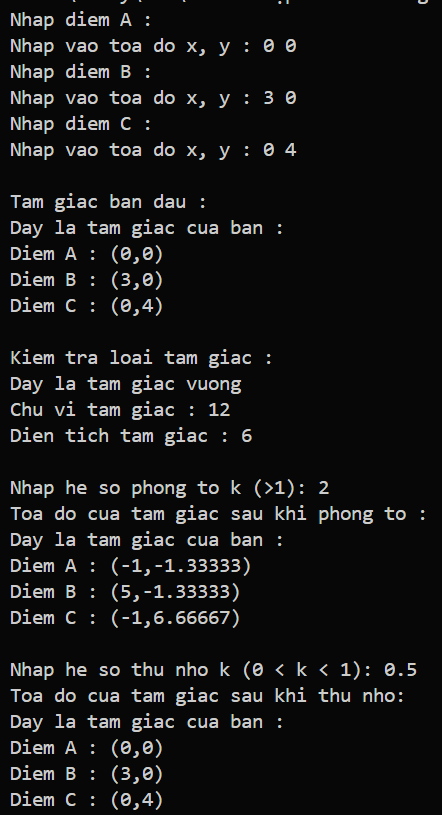 Nhap diem A :
Nhap vao toa do x, y : 0 0
Nhap diem B :
Nhap vao toa do x, y : 3 0
Nhap diem C :
Nhap vao toa do x, y : 0 4
Tam giac ban dau :
Day la tam giac cua ban :
Diem A : (0,0)
Diem B : (3,0)
Diem C : (0,4)
Kiem tra loai tam giac :
Day la tam giac vuong
Chu vi tam giac : 12
Dien tich tam giac : 6
Nhap he so phong to k (>1): 2
Toa do cua tam giac sau khi phong to :
Day la tam giac cua ban :
Diem A : (-1,-1.33333)
Diem B : (5,-1.33333)
Diem C : (-1,6.66667)
Nhap he so thu nho k (0 < k < 1): 0.5
Toa do cua tam giac sau khi thu nho:
Day la tam giac cua ban :
Diem A : (0,0)
Diem B : (3,0)
Diem C : (0,4)